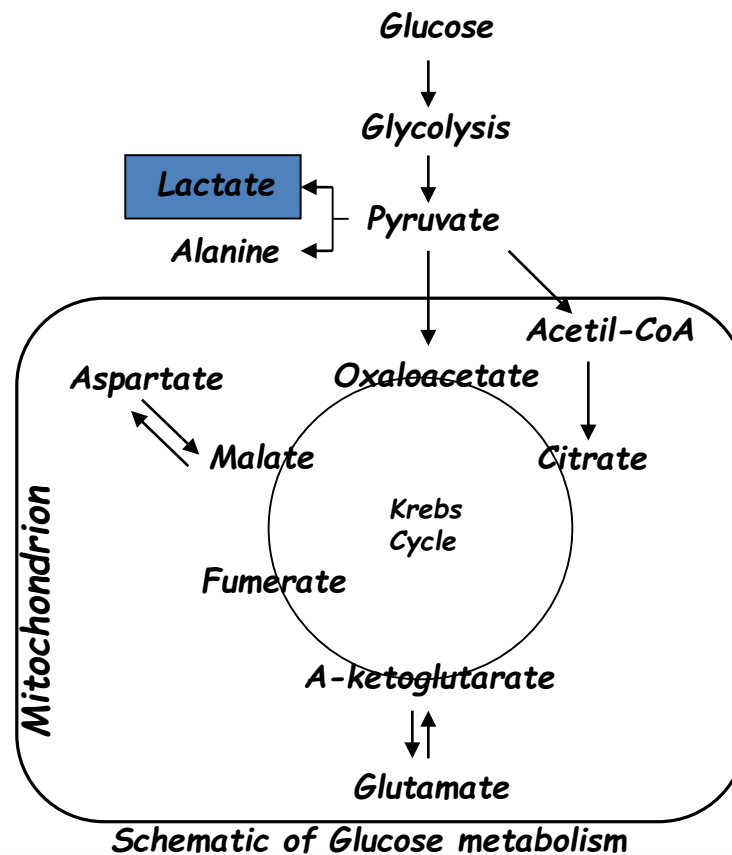 Glucose
Glycolysis
Lactate
Pyruvate
Alanine
Acetil-CoA
Aspartate
Oxaloacetate
Malate
Citrate
Krebs
Cycle
Fumerate
Mitochondrion
A-ketoglutarate
Glutamate
Schematic of Glucose metabolism